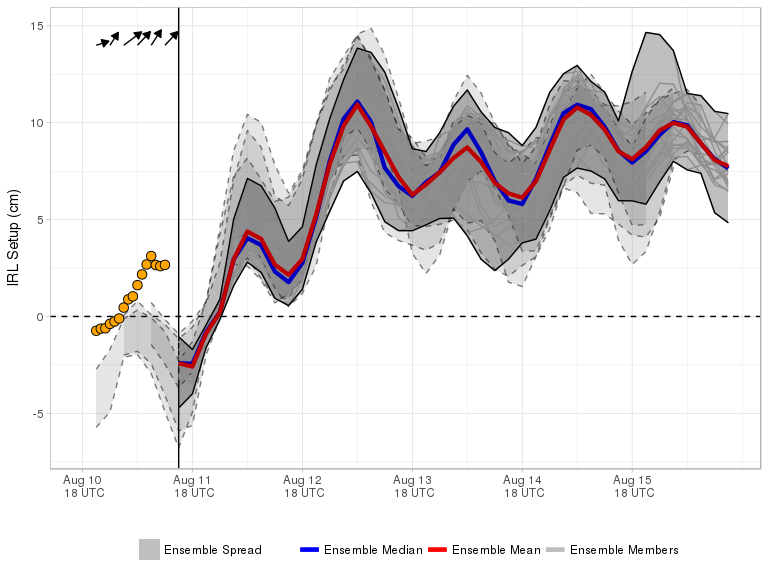 15
10
5
0
-5
IRL Setup (cm)
Aug 10
18 UTC
Aug 11
18 UTC
Aug 12
18 UTC
Aug 13
18 UTC
Aug 14
18 UTC
Aug 15
18 UTC
Ensemble Spread
Ensemble Median
Ensemble Mean
Ensemble Members